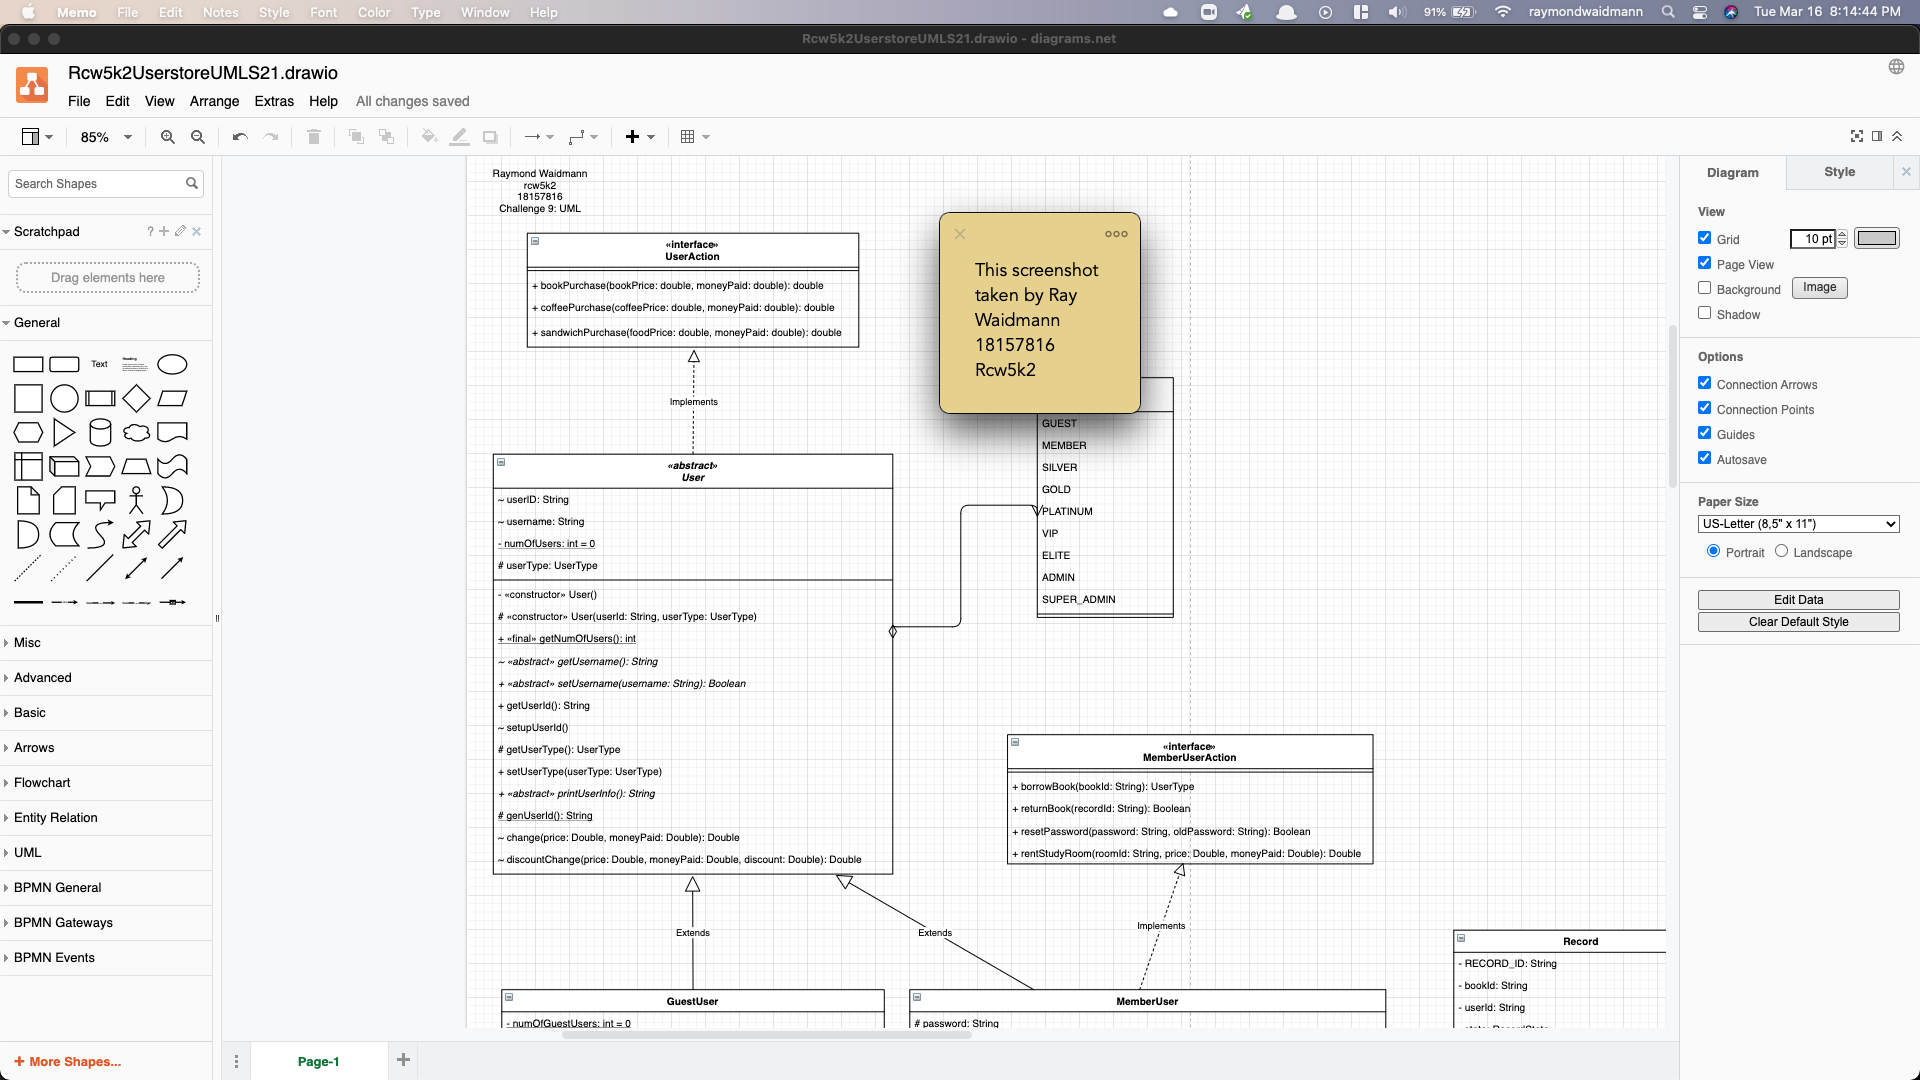 Memo File Edit Notes Style Font Color Type Window Help 91% raymondwaidmann Tue Mar 16 8:14:44 PM
Rcw5k2UserstoreUMLS21.drawio - diagrams.net
Rcw5k2UserstoreUMLS21.drawio
File Edit View Arrange Extras Help All changes saved
85%
Search Shapes
Scratchpad
?
Drag elements here
General
Text
Heading
Misc
Advanced
Basic
Arrows
Flowchart
Entity Relation
UML
BPMN General
BPMN Gateways
BPMN Events
+ More Shapes...
Raymond Waidmann
rcw5k2
18157816
Challenge 9: UML
«interface»
UserAction
+ bookPurchase(bookPrice: double, moneyPaid: double): double
+ coffeePurchase(coffeePrice: double, moneyPaid: double): double
+ sandwichPurchase(foodPrice: double, moneyPaid: double): double
Implements
«abstract»
User
~ userID: String
~ username: String
- numOfUsers: int = 0
# userType: UserType
- «constructor» User()
# «constructor» User(userId: String, userType: UserType)
+ «final» getNumOfUsers(): int
~ «abstract» getUsername(): String
+ «abstract» setUsername(username: String): Boolean
+ getUserId(): String
~ setupUserId()
# getUserType(): UserType
+ setUserType(userType: UserType)
+ «abstract» printUserInfo(): String
# genUserId(): String
~ change(price: Double, moneyPaid: Double): Double
~ discountChange(price: Double, moneyPaid: Double, discount: Double): Double
This screenshot
taken by Ray
Waidmann
18157816
Rcw5k2
GUEST
MEMBER
SILVER
GOLD
PLATINUM
VIP
ELITE
ADMIN
SUPER_ADMIN
«interface»
MemberUserAction
+ borrowBook(bookId: String): UserType
+ returnBook(recordId: String): Boolean
+ resetPassword(password: String, oldPassword: String): Boolean
+ rentStudyRoom(roomId: String, price: Double, moneyPaid: Double): Double
Extends
Extends
Implements
GuestUser
- numOfGuestUsers: int = 0
MemberUser
# password: String
Record
- RECORD_ID: String
- bookId: String
- userId: String
Page-1
Diagram Style
View
Grid 10 pt
Page View
Background Image
Shadow
Options
Connection Arrows
Connection Points
Guides
Autosave
Paper Size
US-Letter (8,5" x 11")
Portrait Landscape
Edit Data
Clear Default Style